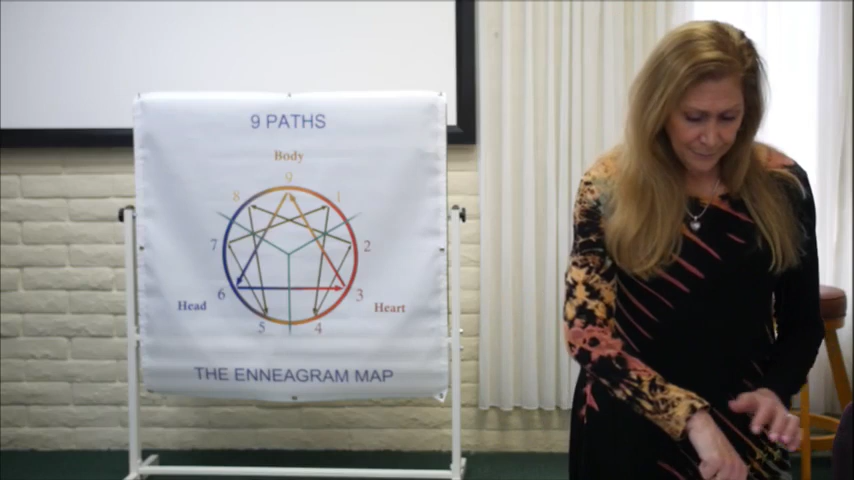 9 PATHS
Body
9
8 1
7 2
6 3
Head Heart
5 4
THE ENNEAGRAM MAP